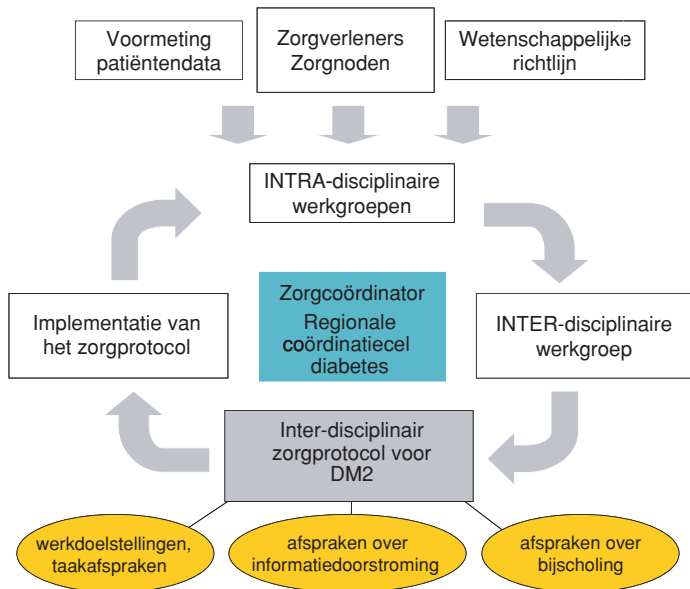 Voormeting
patiëntendata
Zorgverleners
Zorgnoden
Wetenschappelijke
richtlijn
INTRA-disciplinaire
werkgroepen
Implementatie van
het zorgprotocol
Zorgcoördinator
Regionale
coördinatiecel
diabetes
INTER-disciplinaire
werkgroep
Inter-disciplinair
zorgprotocol voor
DM2
werkdoelstellingen,
taakafspraken
afspraken over
informatiedoorstroming
afspraken over
bijscholing